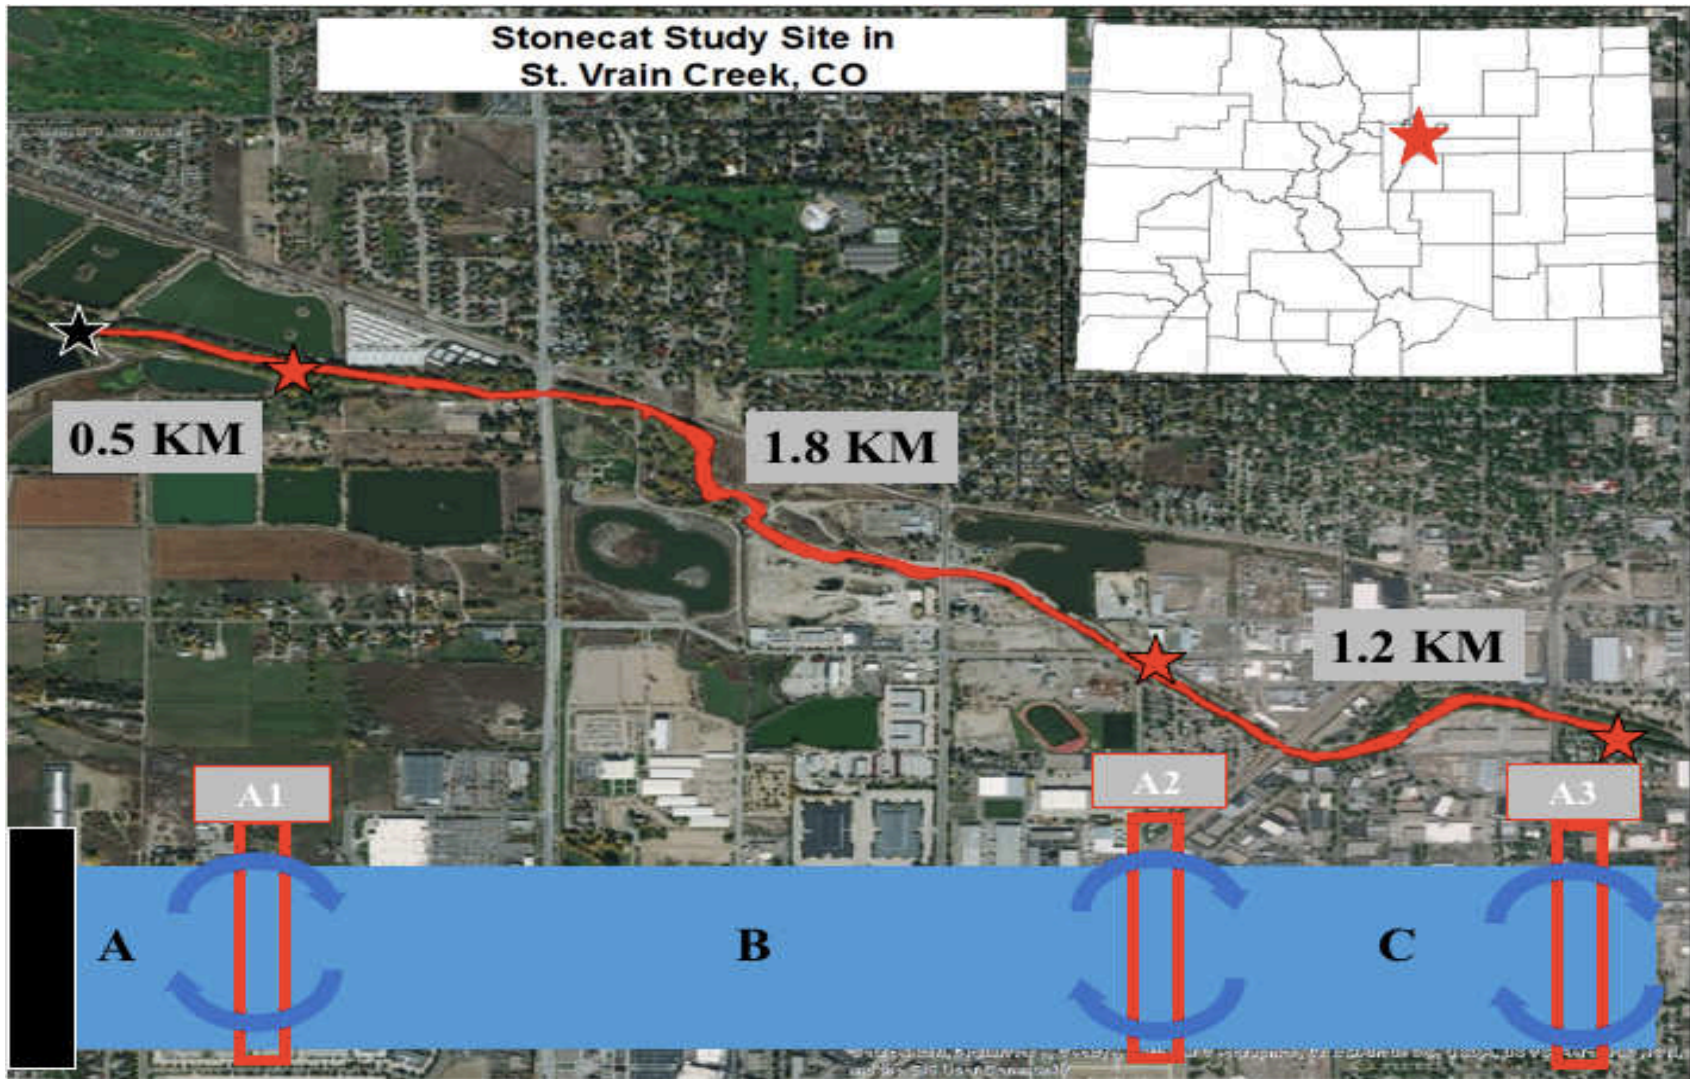 Stonecat Study Site in
St. Vrain Creek, CO
0.5 KM
1.8 KM
1.2 KM
A1
A2
A3
A
B
C